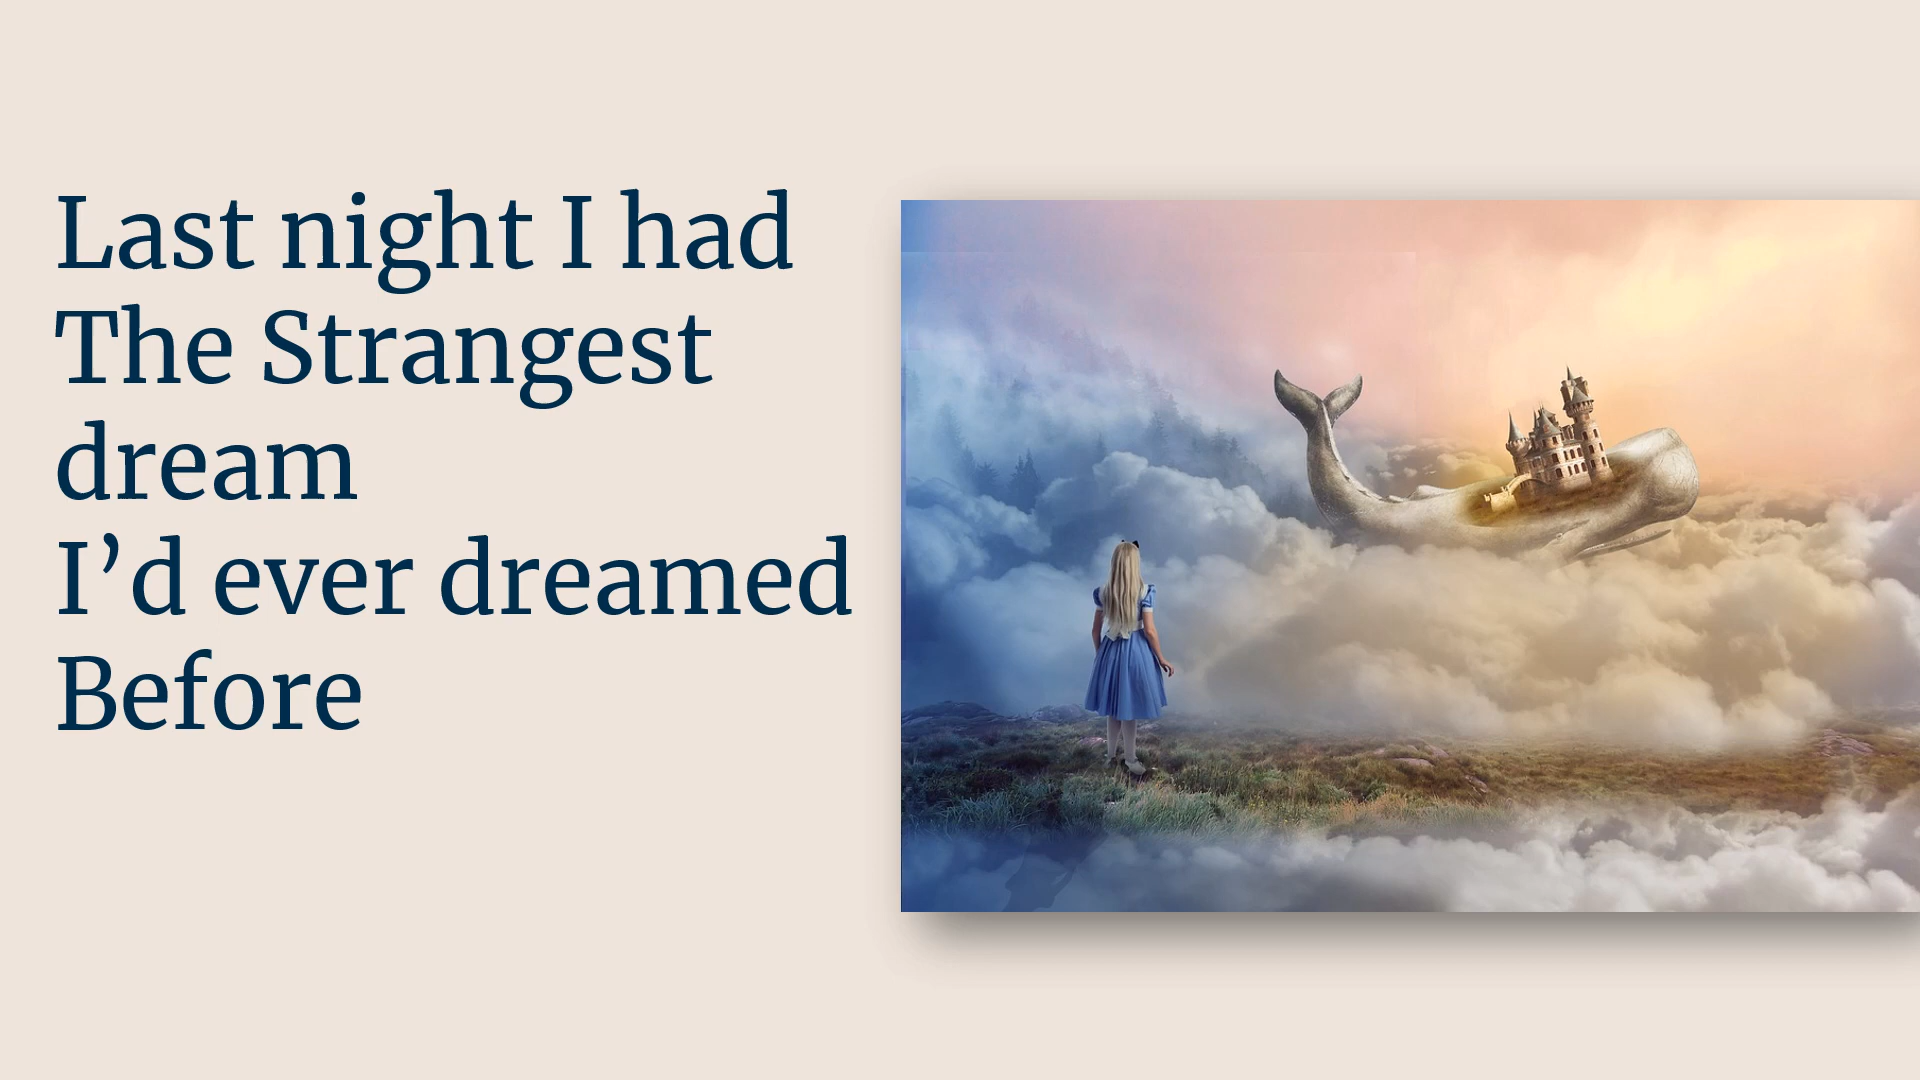 Last night I had
The Strangest
dream
I’d ever dreamed
Before